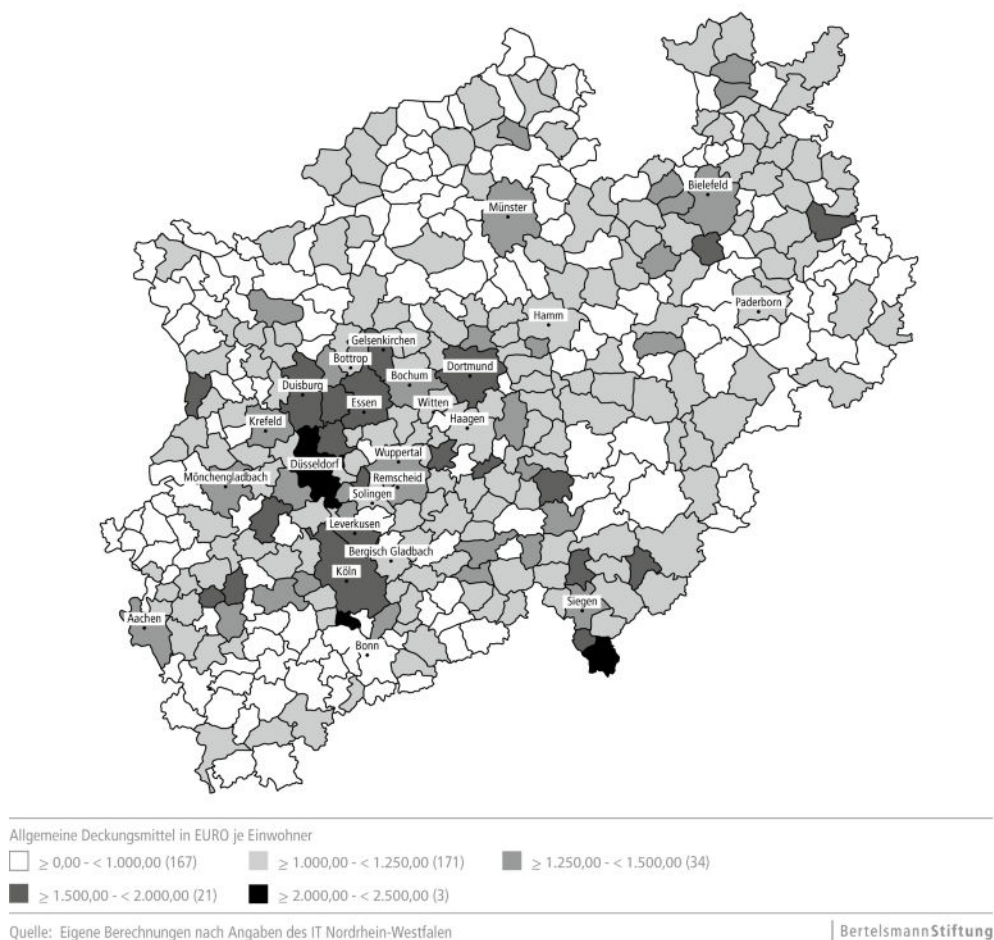 Bielefeld
Münster
Paderborn
Hamm
Gelsenkirchen
Bottrop
Dortmund
Bochum
Duisburg
Essen
Witten
Haagen
Krefeld
Wuppertal
Düsseldorf
Mönchengladbach
Remscheid
Solingen
Leverkusen
Bergisch Gladbach
Köln
Siegen
Aachen
Bonn
Allgemeine Deckungsmittel in EURO je Einwohner
≥ 0,00 - < 1.000,00 (167) ≥ 1.000,00 - < 1.250,00 (171) ≥ 1.250,00 - < 1.500,00 (34)
≥ 1.500,00 - < 2.000,00 (21) ≥ 2.000,00 - < 2.500,00 (3)
Quelle: Eigene Berechnungen nach Angaben des IT Nordrhein-Westfalen | BertelsmannStiftung